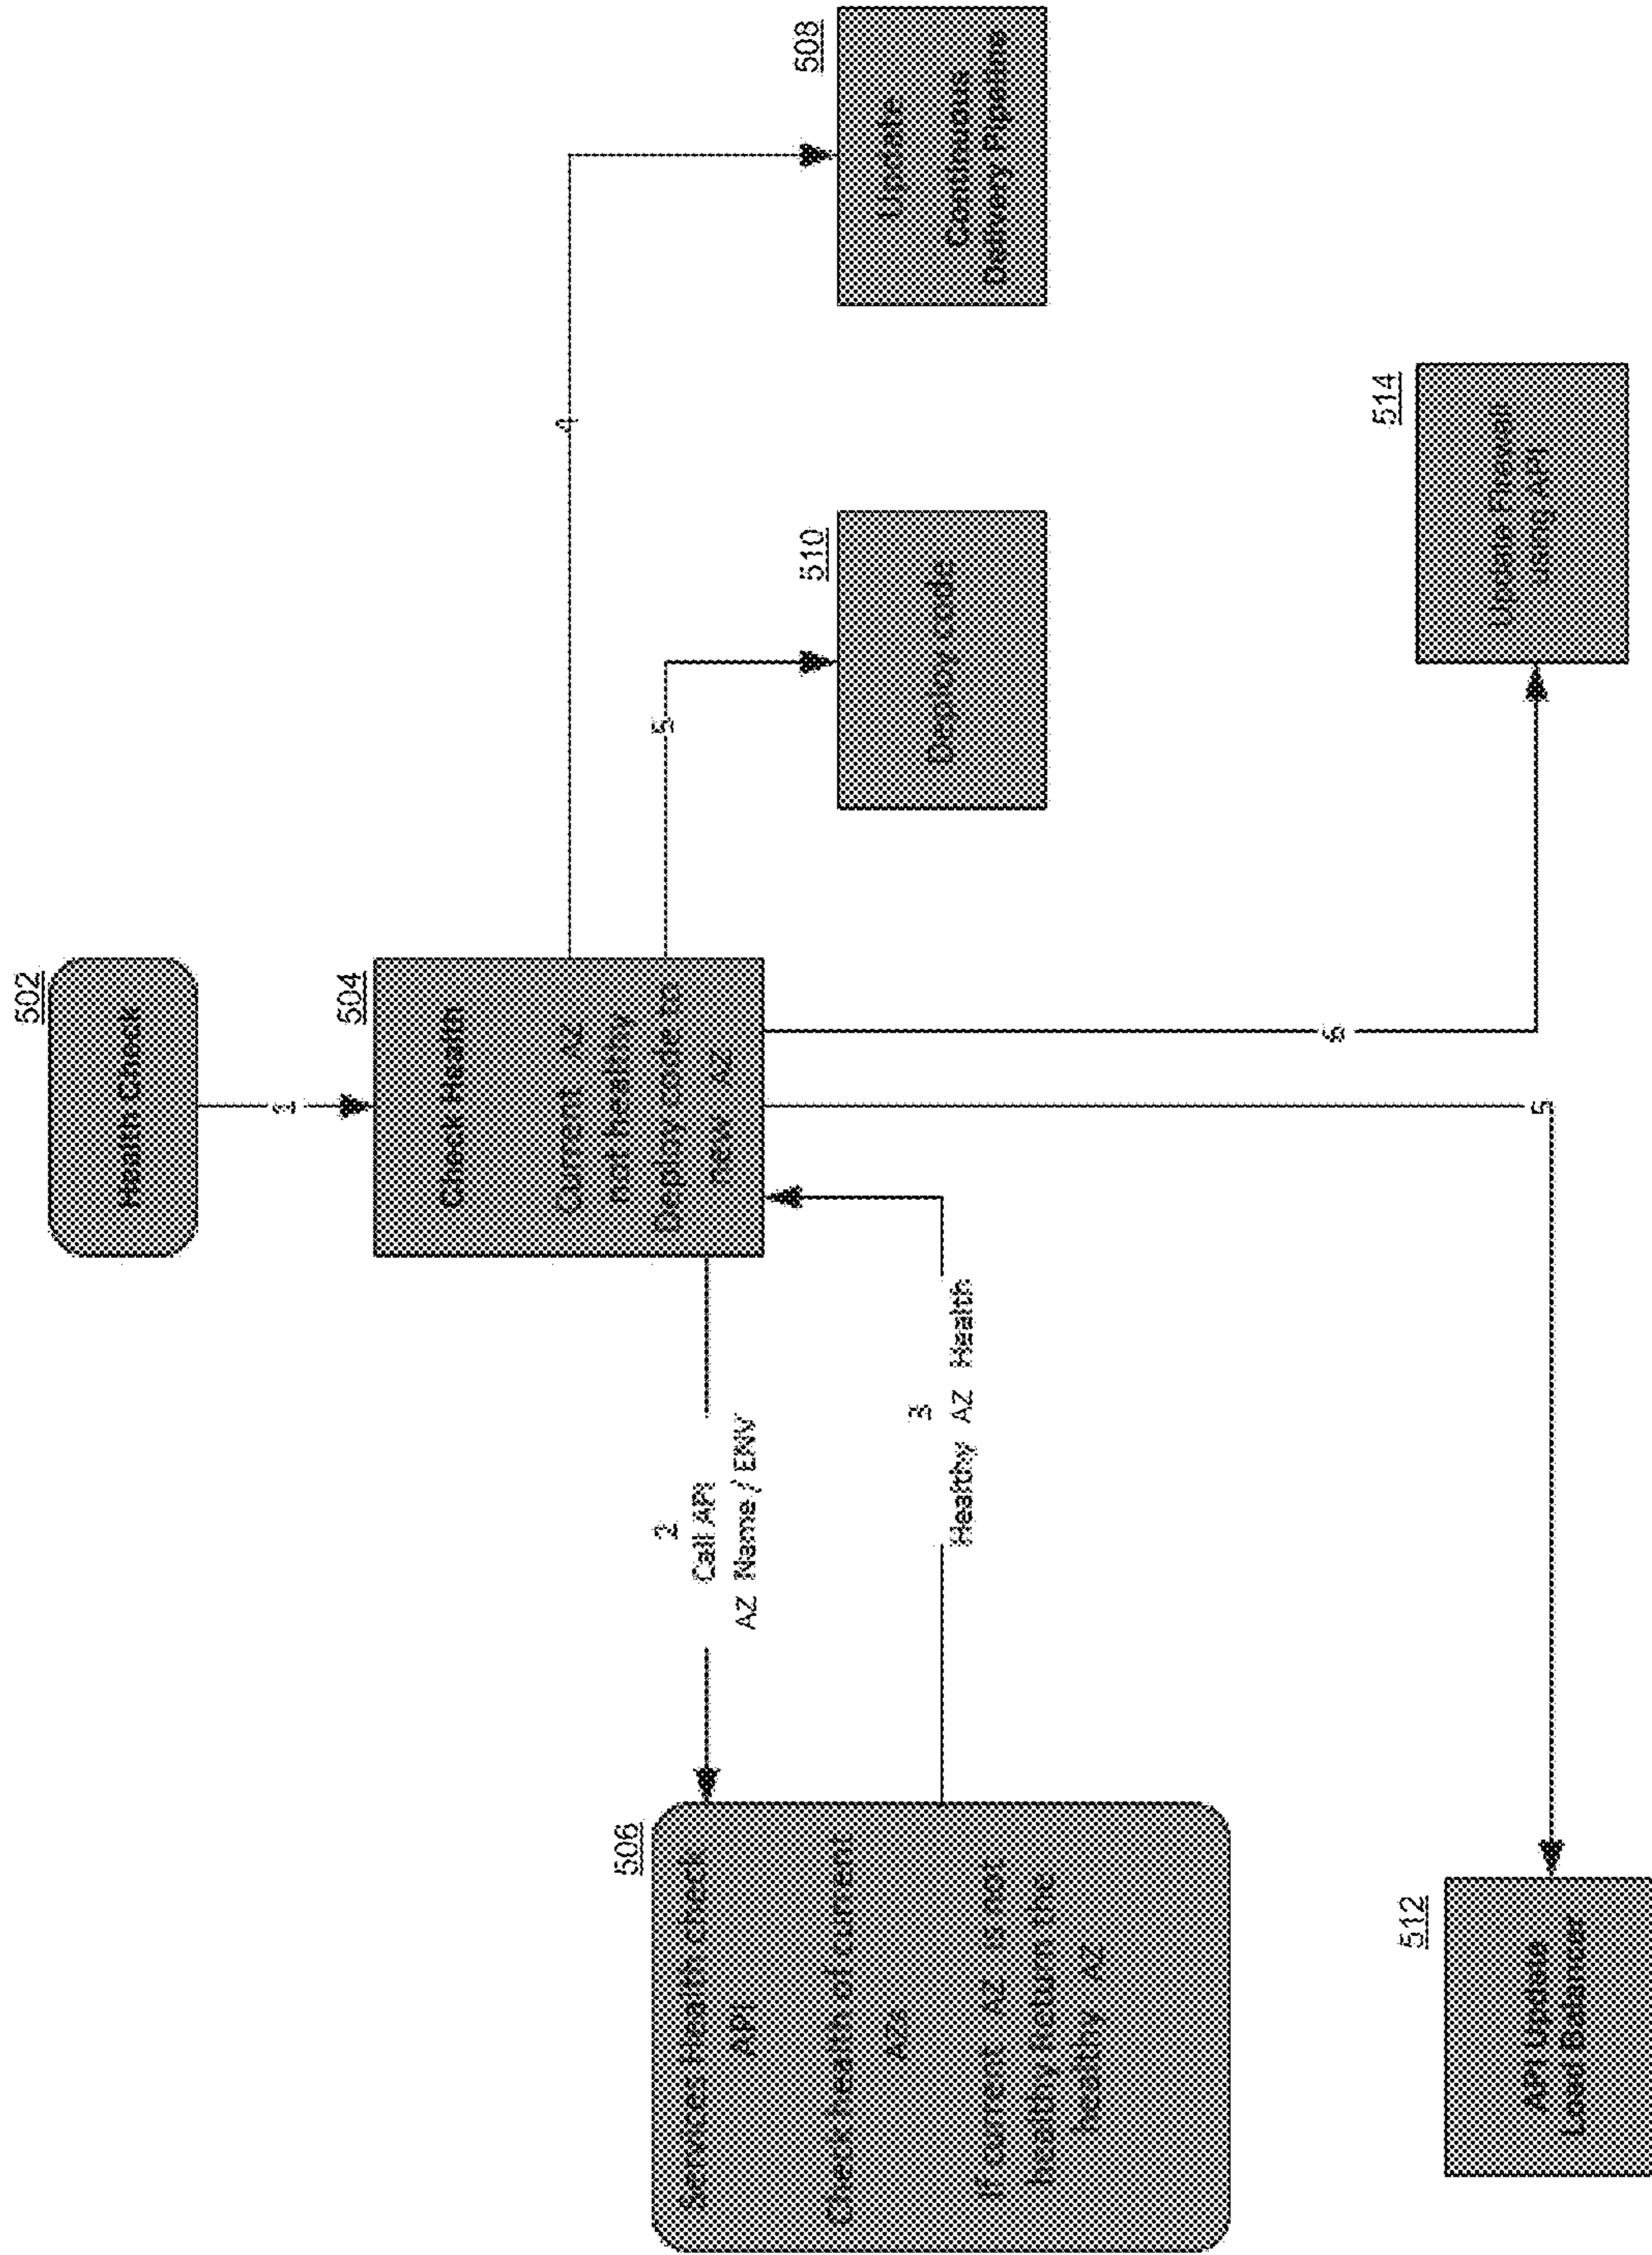 502
Health Check
1
504
Check Health
Current AZ
not healthy
Deploy code to
new AZ
2
Call API
AZ Name / ENV
3
Healthy AZ Health
506
Services Health check
API
Check health of current
AZs
If current AZ is not
healthy return the
healthy AZ
4
508
Update
Continuous
Delivery Pipeline
5
510
Deploy code
5
512
API Update
Load Balancer
6
514
Update Firewall
using API